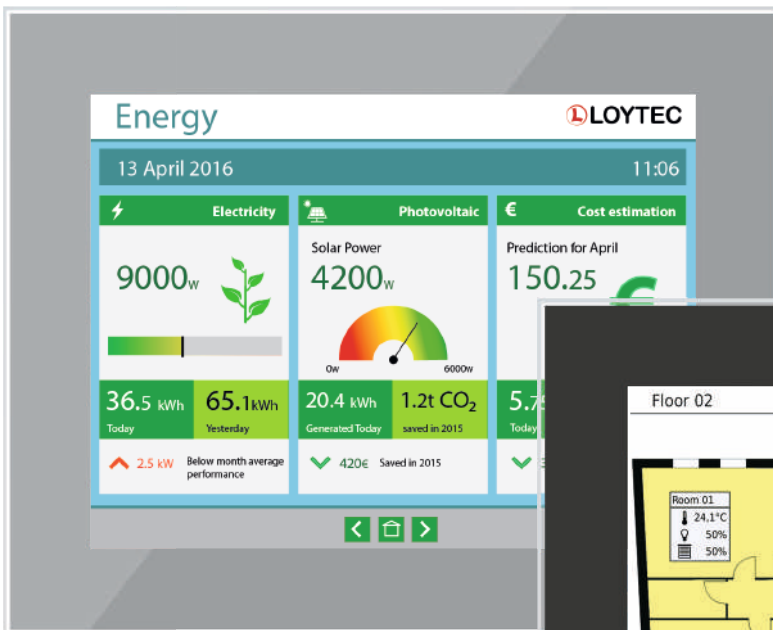 Energy
LOYTEC
13 April 2016
11:06
Electricity
9000w
36.5 kWh
Today
65.1kWh
Yesterday
2.5 kW
Below month average
performance
Photovoltaic
Solar Power
4200w
0w
6000w
20.4 kWh
Generated Today
1.2t CO₂
saved in 2015
420€
Saved in 2015
€
Cost estimation
Prediction for April
150.25
€
5.7
Today
Floor 02
Room 01
24,1°C
50%
50%